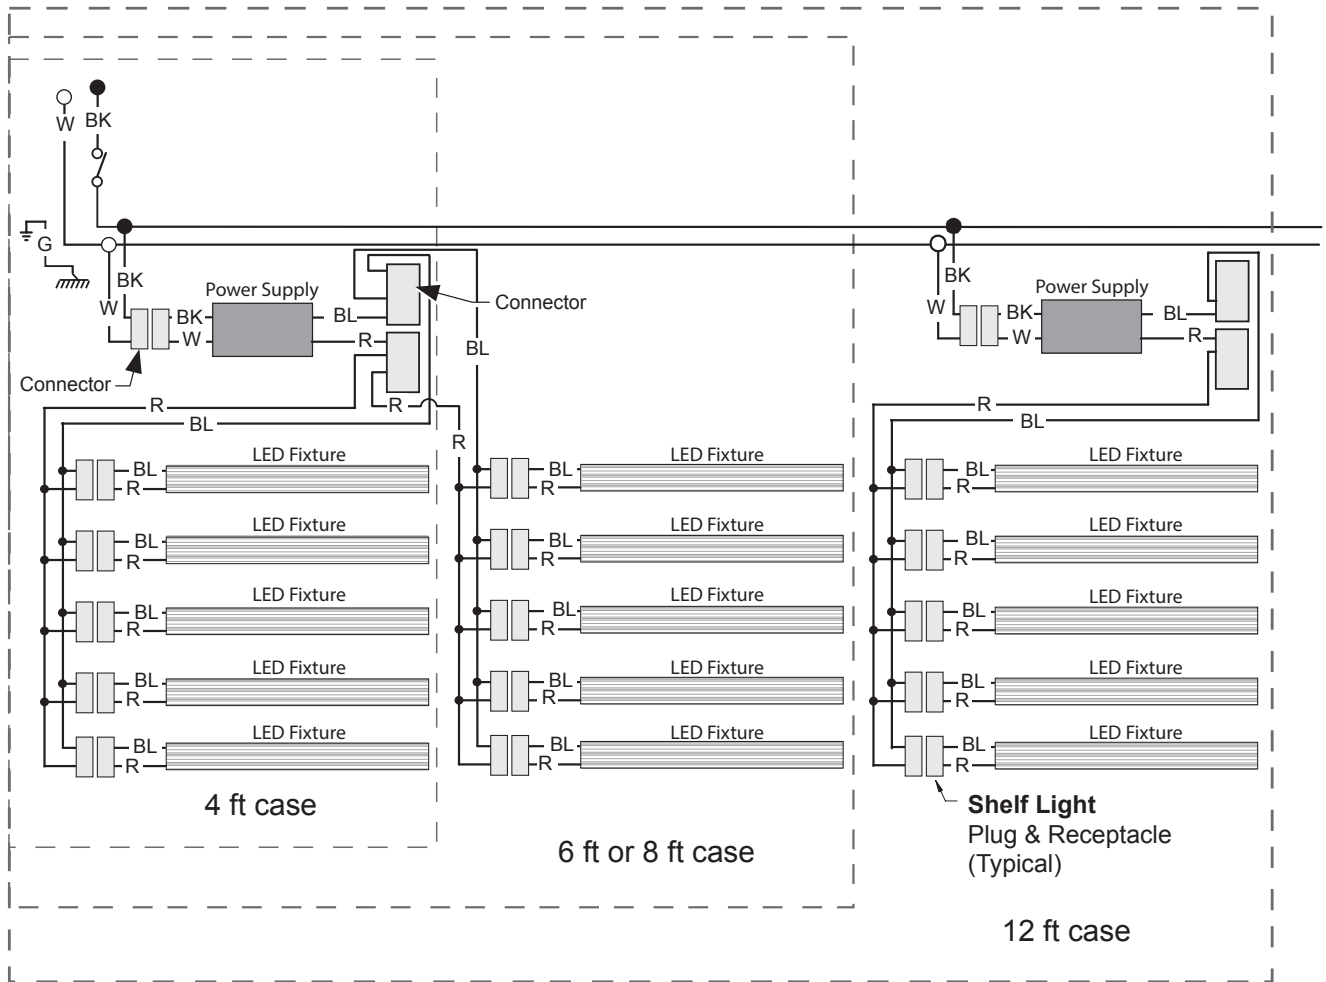 W
BK
G
BK
W
BK
W
Power Supply
BL
R
Connector
Connector
BL
R
BL
R
R
BK
W
BK
W
Power Supply
BL
R
R
BL
LED Fixture
BL
R
LED Fixture
BL
R
LED Fixture
BL
R
LED Fixture
BL
R
LED Fixture
BL
R
4 ft case
LED Fixture
BL
R
LED Fixture
BL
R
LED Fixture
BL
R
LED Fixture
BL
R
LED Fixture
BL
R
6 ft or 8 ft case
LED Fixture
BL
R
LED Fixture
BL
R
LED Fixture
BL
R
LED Fixture
BL
R
LED Fixture
BL
R
Shelf Light
Plug & Receptacle
(Typical)
12 ft case